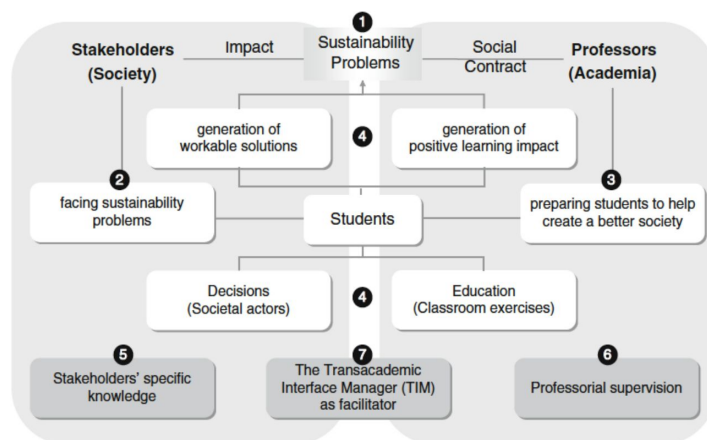 1
Stakeholders
(Society)
Impact
Sustainability
Problems
Social
Contract
Professors
(Academia)
generation of
workable solutions
4
generation of
positive learning impact
2
facing sustainability
problems
Students
3
preparing students to help
create a better society
Decisions
(Societal actors)
4
Education
(Classroom exercises)
5
Stakeholders' specific
knowledge
7
The Transacademic
Interface Manager (TIM)
as facilitator
6
Professorial supervision